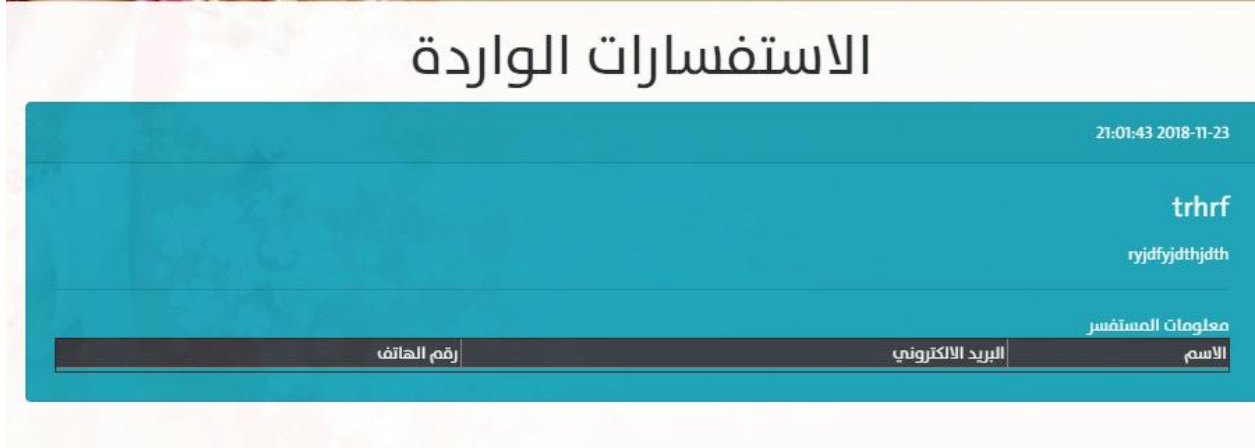 الاستفسارات الواردة
21:01:43 2018-11-23
trhrf
ryjdfyjdthjdth
معلومات المستفسر
الاسم البريد الالكتروني رقم الهاتف